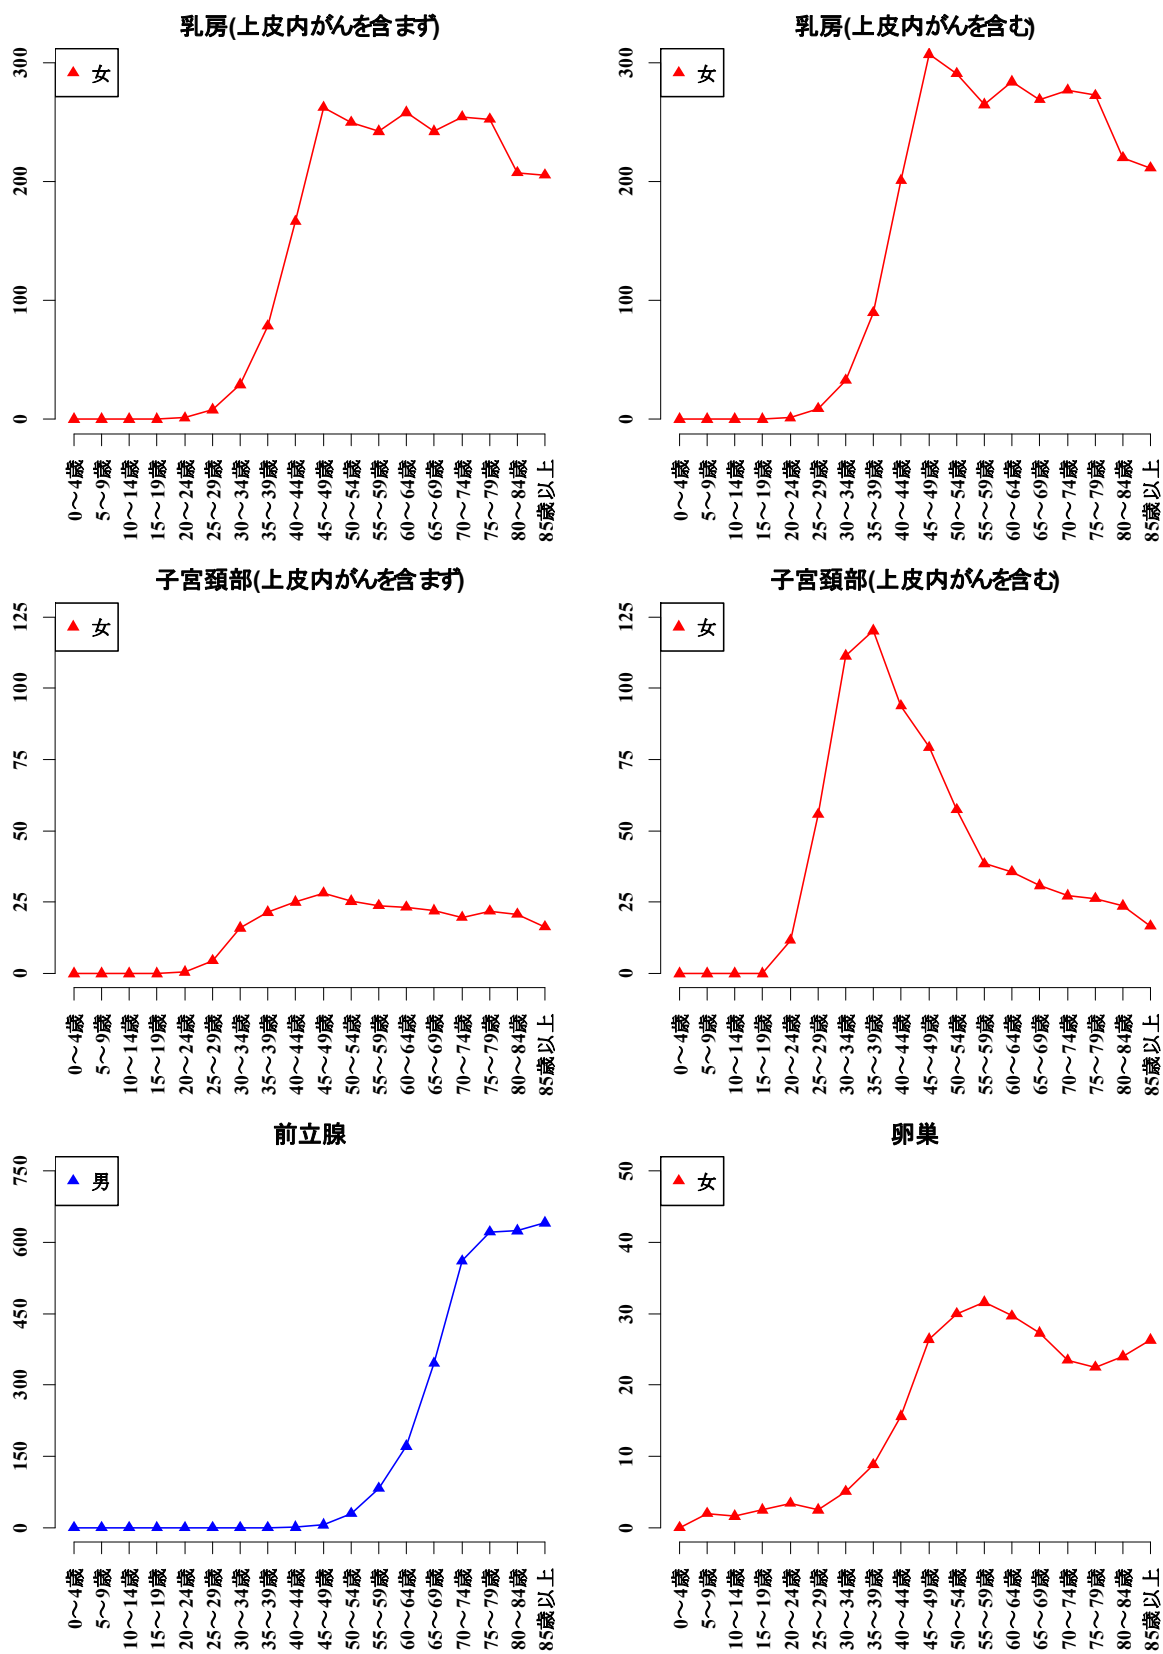 乳房(上皮内がんを含まず)
女
300
200
100
0
0～4歳
5～9歳
10～14歳
15～19歳
20～24歳
25～29歳
30～34歳
35～39歳
40～44歳
45～49歳
50～54歳
55～59歳
60～64歳
65～69歳
70～74歳
75～79歳
80～84歳
85歳以上
乳房(上皮内がんを含む)
女
300
200
100
0
0～4歳
5～9歳
10～14歳
15～19歳
20～24歳
25～29歳
30～34歳
35～39歳
40～44歳
45～49歳
50～54歳
55～59歳
60～64歳
65～69歳
70～74歳
75～79歳
80～84歳
85歳以上
子宮頚部(上皮内がんを含まず)
女
125
100
75
50
25
0
0～4歳
5～9歳
10～14歳
15～19歳
20～24歳
25～29歳
30～34歳
35～39歳
40～44歳
45～49歳
50～54歳
55～59歳
60～64歳
65～69歳
70～74歳
75～79歳
80～84歳
85歳以上
子宮頚部(上皮内がんを含む)
女
125
100
75
50
25
0
0～4歳
5～9歳
10～14歳
15～19歳
20～24歳
25～29歳
30～34歳
35～39歳
40～44歳
45～49歳
50～54歳
55～59歳
60～64歳
65～69歳
70～74歳
75～79歳
80～84歳
85歳以上
前立腺
男
750
600
450
300
150
0
0～4歳
5～9歳
10～14歳
15～19歳
20～24歳
25～29歳
30～34歳
35～39歳
40～44歳
45～49歳
50～54歳
55～59歳
60～64歳
65～69歳
70～74歳
75～79歳
80～84歳
85歳以上
卵巣
女
50
40
30
20
10
0
0～4歳
5～9歳
10～14歳
15～19歳
20～24歳
25～29歳
30～34歳
35～39歳
40～44歳
45～49歳
50～54歳
55～59歳
60～64歳
65～69歳
70～74歳
75～79歳
80～84歳
85歳以上